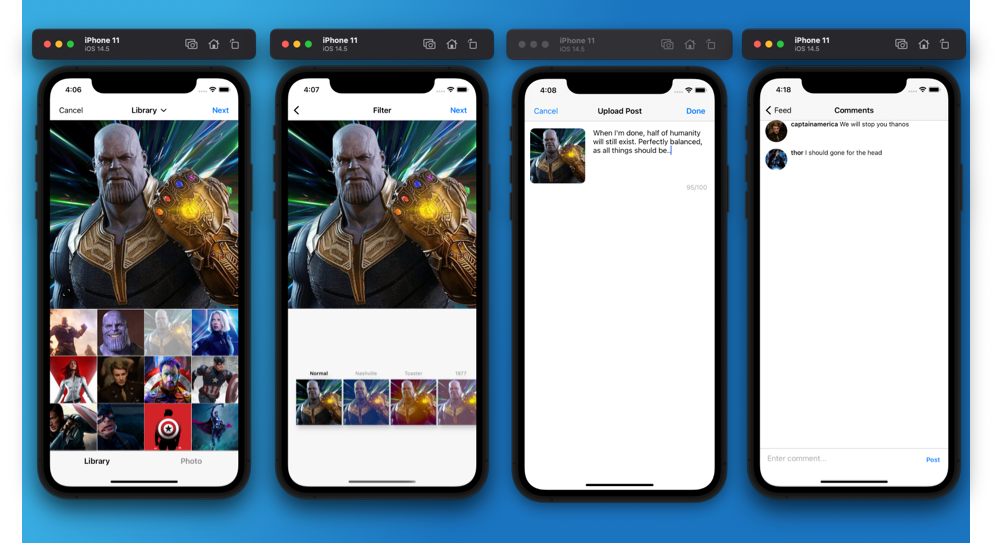 iPhone 11
iOS 14.5
4:06
Cancel
Library
Next
Library
Photo
iPhone 11
iOS 14.5
4:07
Filter
Next
Normal
Nashville
Toaster
1977
iPhone 11
iOS 14.5
4:08
Cancel
Upload Post
Done
When I'm done, half of humanity
will still exist. Perfectly balanced,
as all things should be..
95/100
iPhone 11
iOS 14.5
4:18
Feed
Comments
captainamerica We will stop you thanos
thor I should gone for the head
Enter comment...
Post